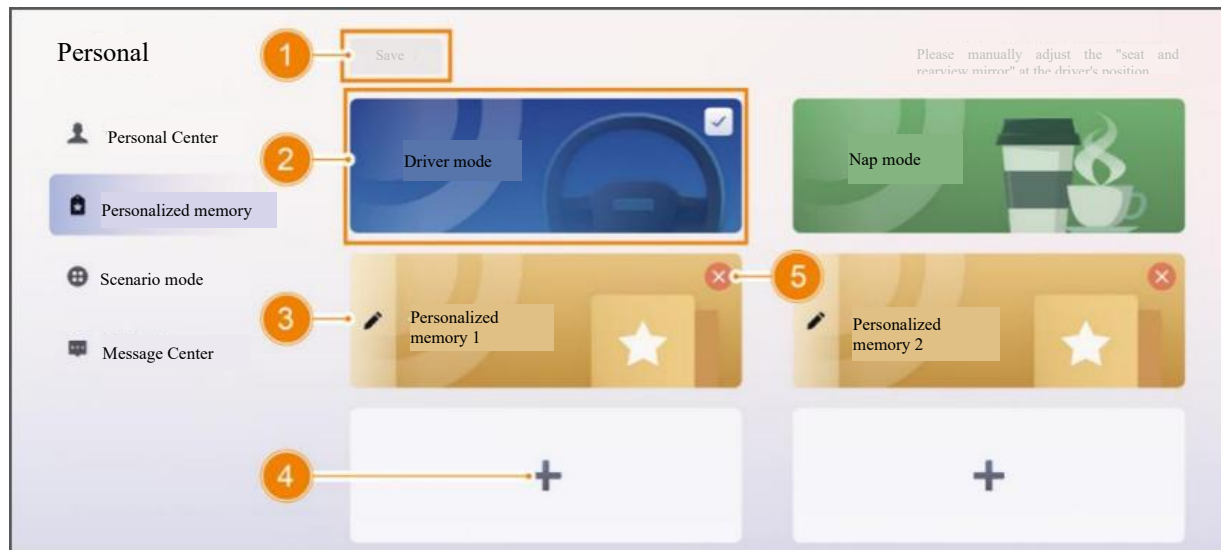 Personal
1
Save
Please manually adjust the "seat and
rearview mirror" at the driver's position
Personal Center
2
Driver mode
Nap mode
Personalized memory
Scenario mode
5
3
Personalized
memory 1
Personalized
memory 2
Message Center
4